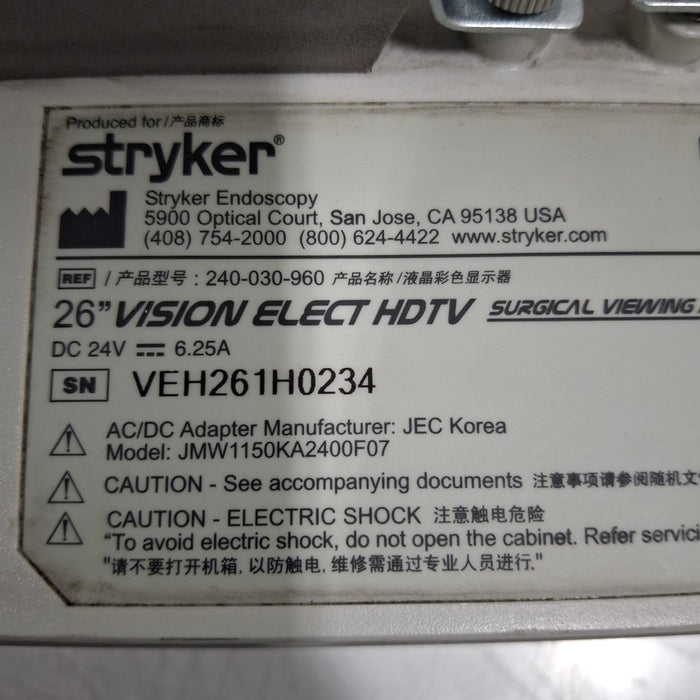 Produced for/产品商标
stryker®
Stryker Endoscopy
5900 Optical Court, San Jose, CA 95138 USA
(408) 754-2000 (800) 624-4422 www.stryker.com
REF / 产品型号 : 240-030-960 产品名称/液晶彩色显示器
26” VISION ELECT HDTV SURGICAL VIEWING
DC 24V ⎓ 6.25A
SN VEH261H0234
AC/DC Adapter Manufacturer: JEC Korea
Model: JMW1150KA2400F07
CAUTION - See accompanying documents 注意事项请参阅随机文
CAUTION - ELECTRIC SHOCK 注意触电危险
“To avoid electric shock, do not open the cabinet. Refer servici
"请不要打开机箱, 以防触电, 维修需通过专业人员进行."